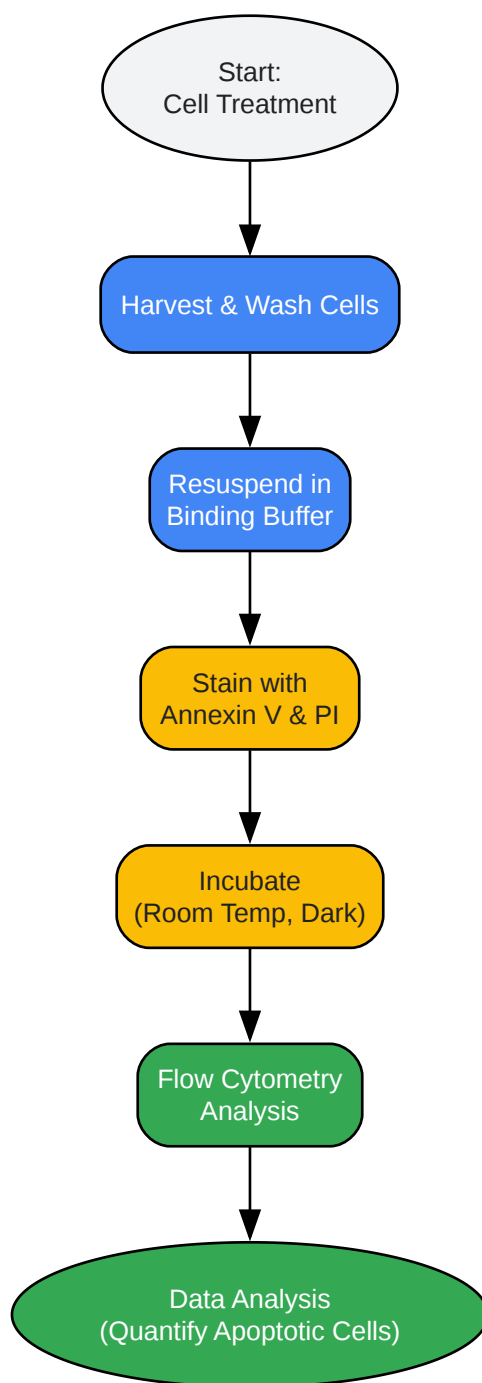 Start:
Cell Treatment
Harvest & Wash Cells
Resuspend in
Binding Buffer
Stain with
Annexin V & PI
Incubate
(Room Temp, Dark)
Flow Cytometry
Analysis
Data Analysis
(Quantify Apoptotic Cells)